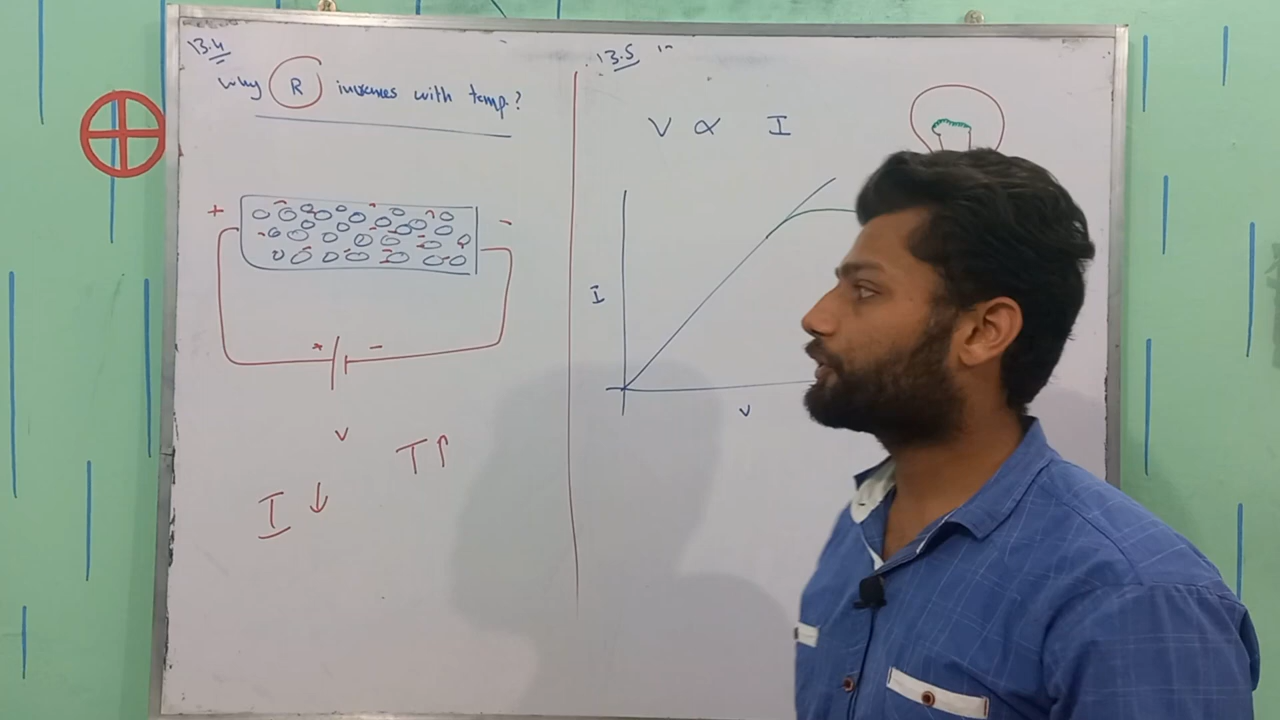 13.4
Why R increases with temp.?
+ -
+ -
V
T↑
I ↓
13.5
V ∝ I
I
V